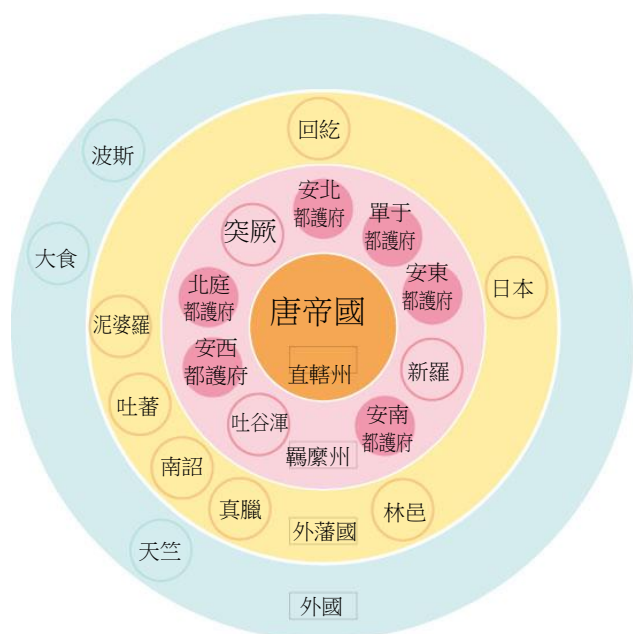 回紇
波斯
安北
都護府
單于
都護府
突厥
大食
安東
都護府
日本
北庭
都護府
唐帝國
泥婆羅
安西
都護府
直轄州
新羅
吐蕃
吐谷渾
安南
都護府
羈縻州
南詔
真臘
林邑
外藩國
天竺
外國